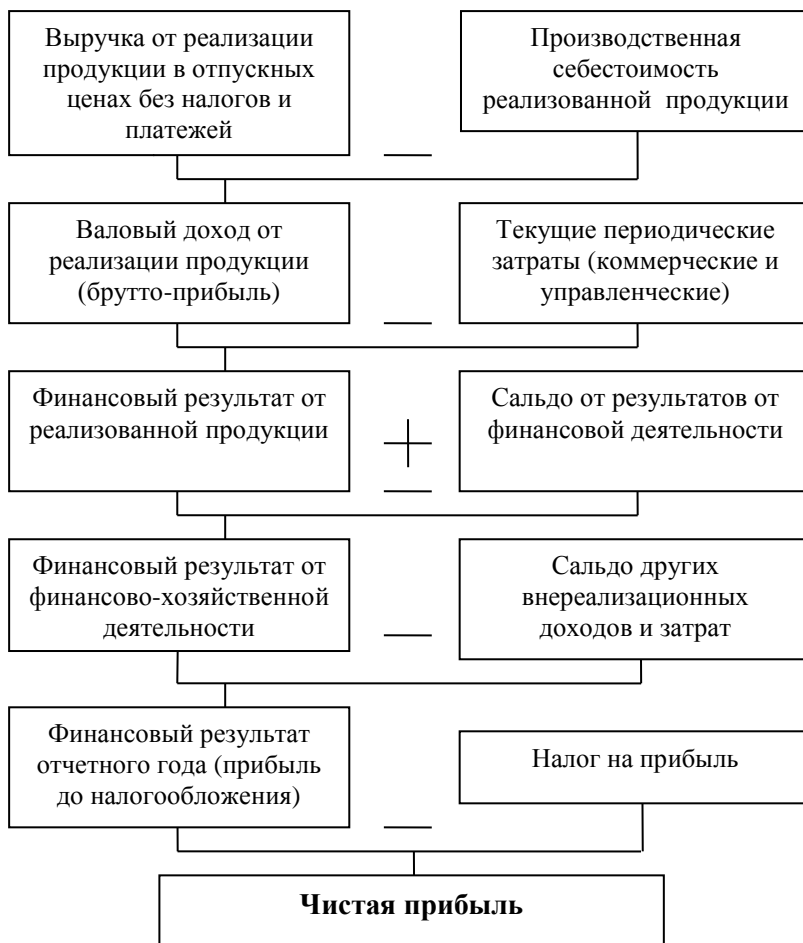 Выручка от реализации
продукции в отпускных
ценах без налогов и
платежей
Производственная
себестоимость
реализованной продукции
Валовый доход от
реализации продукции
(брутто-прибыль)
Текущие периодические
затраты (коммерческие и
управленческие)
Финансовый результат от
реализованной продукции
Сальдо от результатов от
финансовой деятельности
Финансовый результат от
финансово-хозяйственной
деятельности
Сальдо других
внереализационных
доходов и затрат
Финансовый результат
отчетного года (прибыль
до налогообложения)
Налог на прибыль
Чистая прибыль